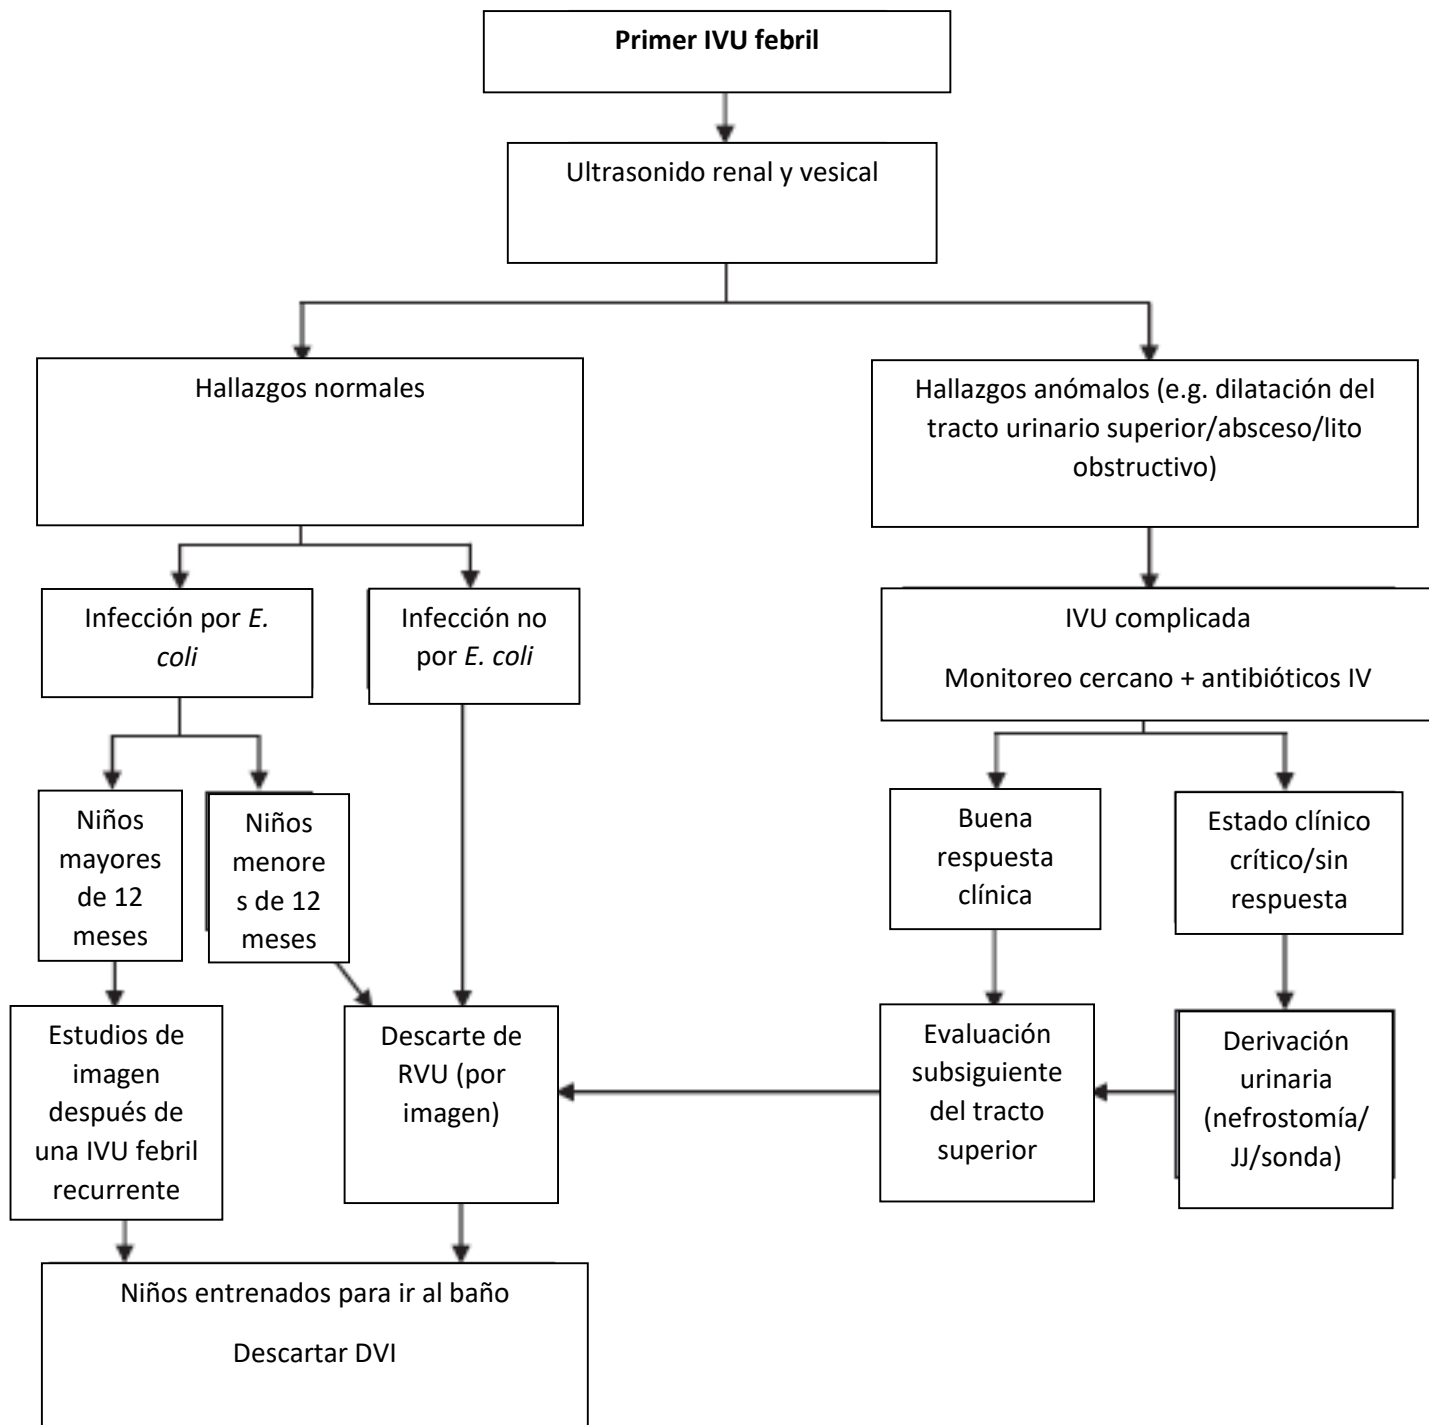 Primer IVU febril
Ultrasonido renal y vesical
Hallazgos normales
Hallazgos anómalos (e.g. dilatación del
tracto urinario superior/absceso/lito
obstructivo)
Infección por E.
coli
Infección no
por E. coli
IVU complicada
Monitoreo cercano + antibióticos IV
Niños
mayores
de 12
meses
Niños
menore
s de 12
meses
Buena
respuesta
clínica
Estado clínico
crítico/sin
respuesta
Estudios de
imagen
después de
una IVU febril
recurrente
Descarte de
RVU (por
imagen)
Evaluación
subsiguiente
del tracto
superior
Derivación
urinaria
(nefrostomía/
JJ/sonda)
Niños entrenados para ir al baño
Descartar DVI